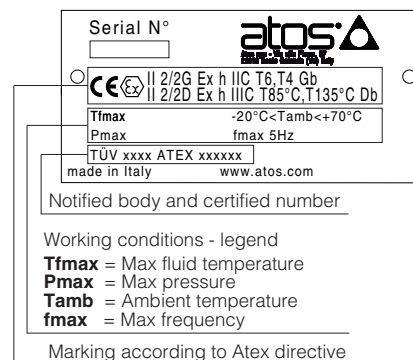 Serial N°
atos
II 2/2G Ex h IIC T6,T4 Gb
CE Ex II 2/2D Ex h IIIC T85°C,T135°C Db
Tfmax -20°C<Tamb<+70°C
Pmax fmax 5Hz
TÜV xxxx ATEX xxxxxx
made in Italy www.atos.com
Notified body and certified number
Working conditions - legend
Tfmax = Max fluid temperature
Pmax = Max pressure
Tamb = Ambient temperature
fmax = Max frequency
Marking according to Atex directive